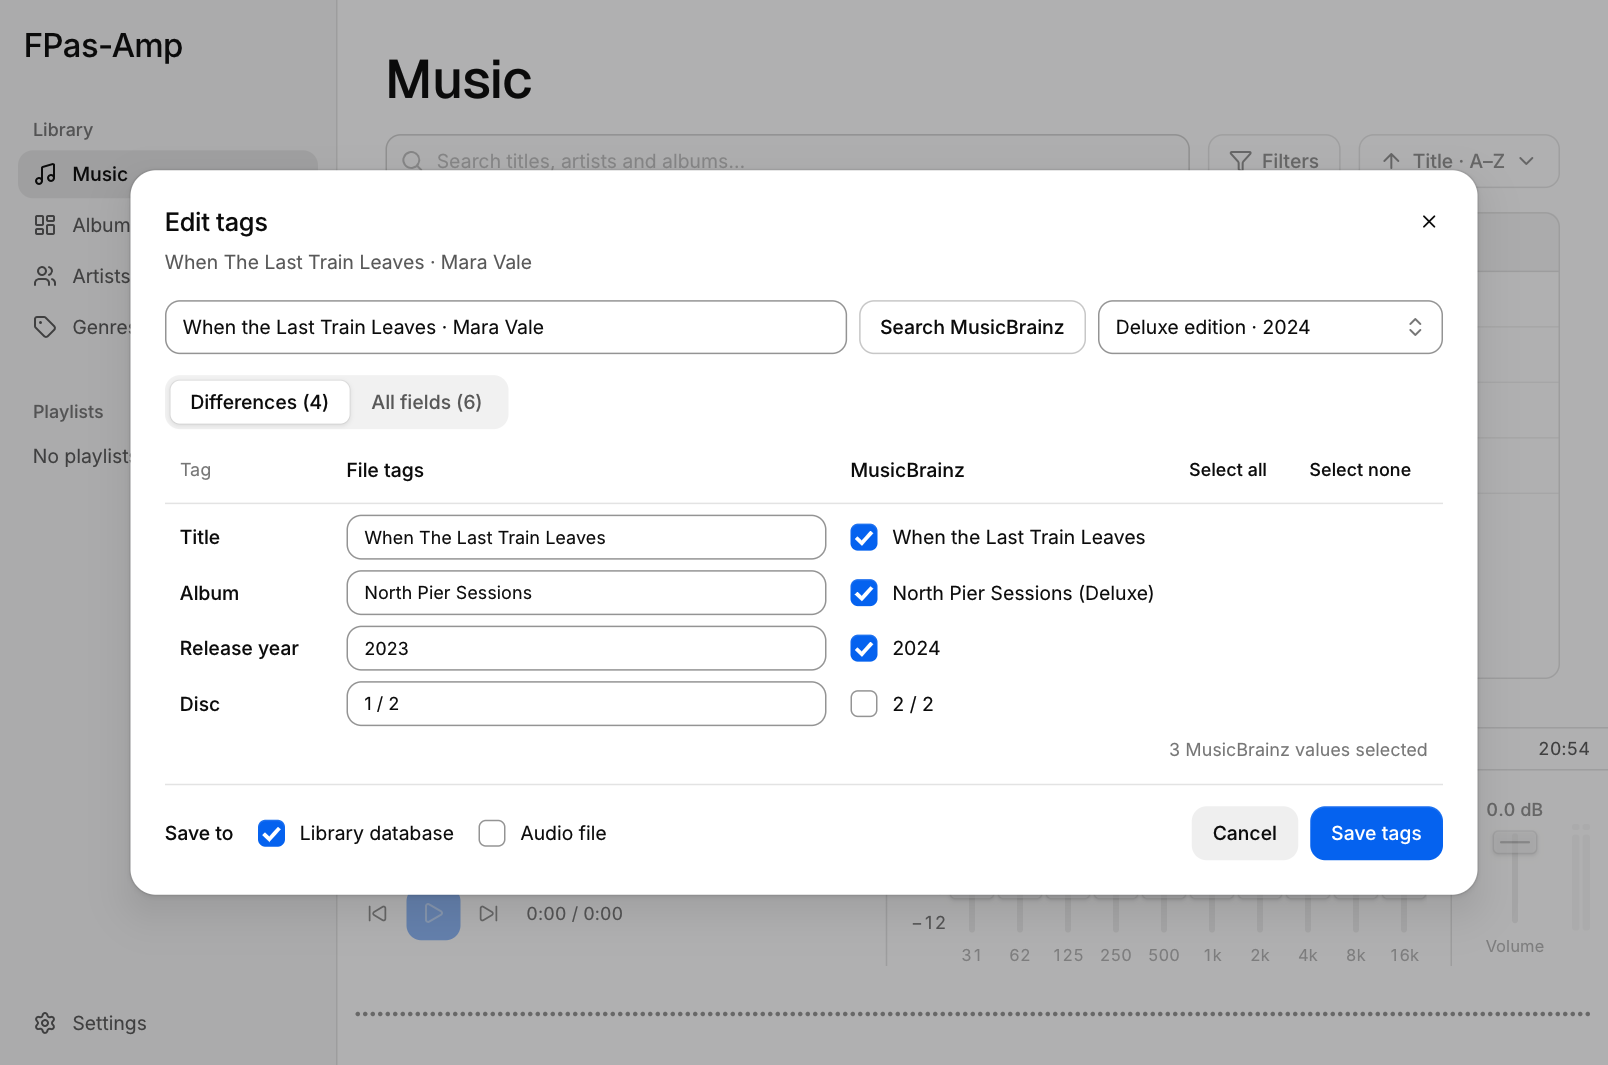 FPas-Amp
Library
Music
Album
Artists
Genres
Playlists
No playlists
Settings
Music
Search titles, artists and albums...
Filters
Title · A–Z
Edit tags
When The Last Train Leaves · Mara Vale
When the Last Train Leaves · Mara Vale
Search MusicBrainz
Deluxe edition · 2024
Differences (4)
All fields (6)
Tag
File tags
MusicBrainz
Select all
Select none
Title
When The Last Train Leaves
When the Last Train Leaves
Album
North Pier Sessions
North Pier Sessions (Deluxe)
Release year
2023
2024
Disc
1 / 2
2 / 2
3 MusicBrainz values selected
Save to
Library database
Audio file
Cancel
Save tags
20:54
0.0 dB
0:00 / 0:00
−12
31 62 125 250 500 1k 2k 4k 8k 16k
Volume